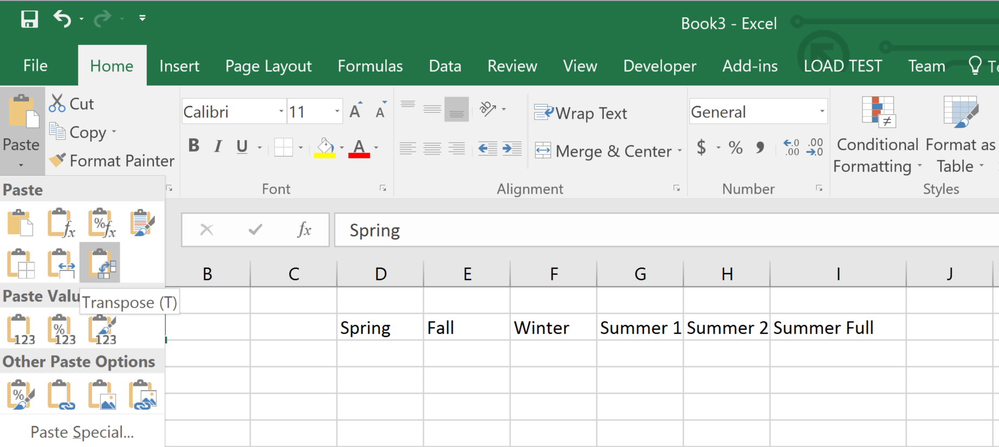 Book3 - Excel
File Home Insert Page Layout Formulas Data Review View Developer Add-ins LOAD TEST Team
Paste
Cut
Copy
Format Painter
Calibri 11
A A
B I U A
Font
ab
Wrap Text
Merge & Center
Alignment
General
$ % , .0 .00 .00 .0
Number
≠
Conditional Formatting
Format as Table
Styles
Paste
fx %fx
Transpose (T)
Paste Valu
123 %123 123
Other Paste Options
%
Paste Special...
fx Spring
B C D E F G H I J
Spring Fall Winter Summer 1 Summer 2 Summer Full